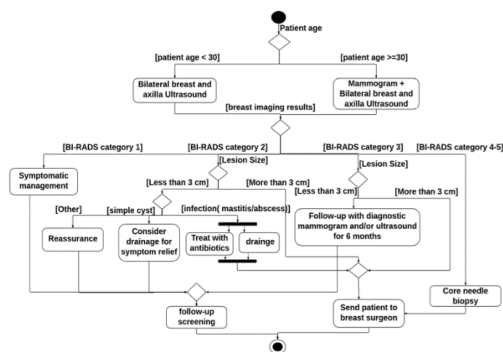 Patient age
[patient age < 30]
[patient age >=30]
Bilateral breast and
axilla Ultrasound
Mammogram +
Bilateral breast and
axilla Ultrasound
[breast imaging results]
[BI-RADS category 1]
[BI-RADS category 2]
[BI-RADS category 3]
[BI-RADS category 4-5]
[Lesion Size]
[Lesion Size]
Symptomatic
management
[Less than 3 cm]
[More than 3 cm]
[Less than 3 cm]
[More than 3 cm]
[Other]
[simple cyst]
[infection( mastitis/abscess)]
Reassurance
Consider
drainage for
symptom relief
Treat with
antibiotics
drainge
Follow-up with diagnostic
mammogram and/or ultrasound
for 6 months
follow-up
screening
Send patient to
breast surgeon
Core needle
biopsy